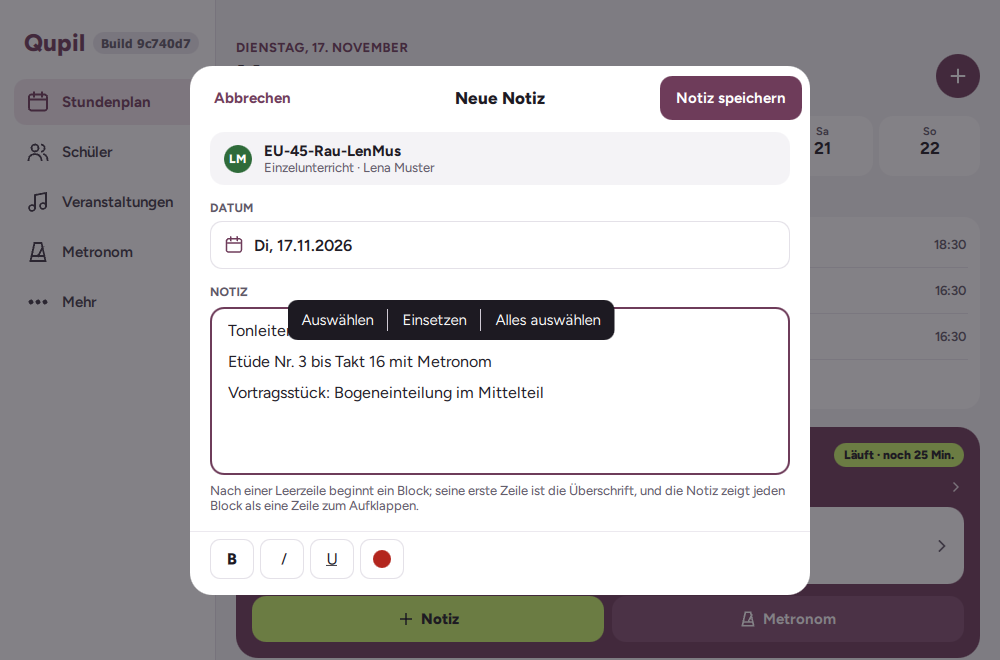 Qupil Build 9c740d7
Stundenplan
Schüler
Veranstaltungen
Metronom
Mehr
DIENSTAG, 17. NOVEMBER
Sa
21
So
22
18:30
16:30
16:30
Läuft · noch 25 Min.
Abbrechen
Neue Notiz
Notiz speichern
LM
EU-45-Rau-LenMus
Einzelunterricht · Lena Muster
DATUM
Di, 17.11.2026
NOTIZ
Auswählen Einsetzen Alles auswählen
Etüde Nr. 3 bis Takt 16 mit Metronom
Vortragsstück: Bogeneinteilung im Mittelteil
Nach einer Leerzeile beginnt ein Block; seine erste Zeile ist die Überschrift, und die Notiz zeigt jeden
Block als eine Zeile zum Aufklappen.
B I U
+ Notiz
Metronom